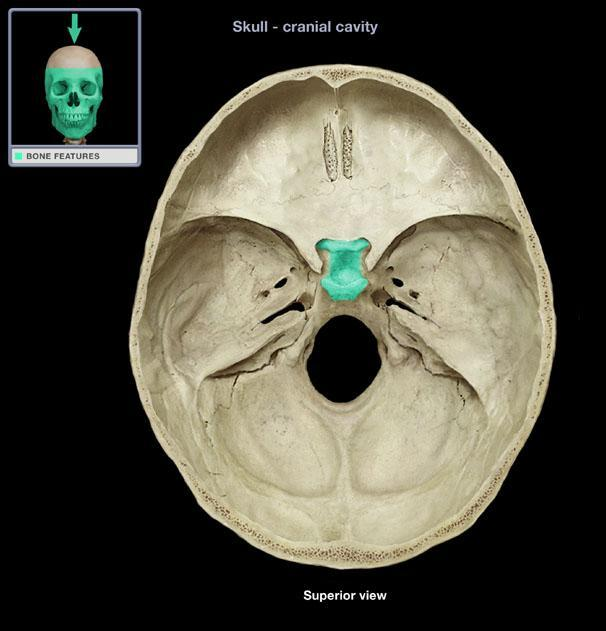 Skull - cranial cavity
BONE FEATURES
Superior view